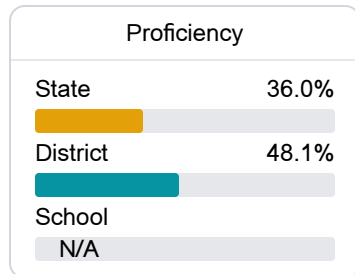 Proficiency
State 36.0%
District 48.1%
School
N/A